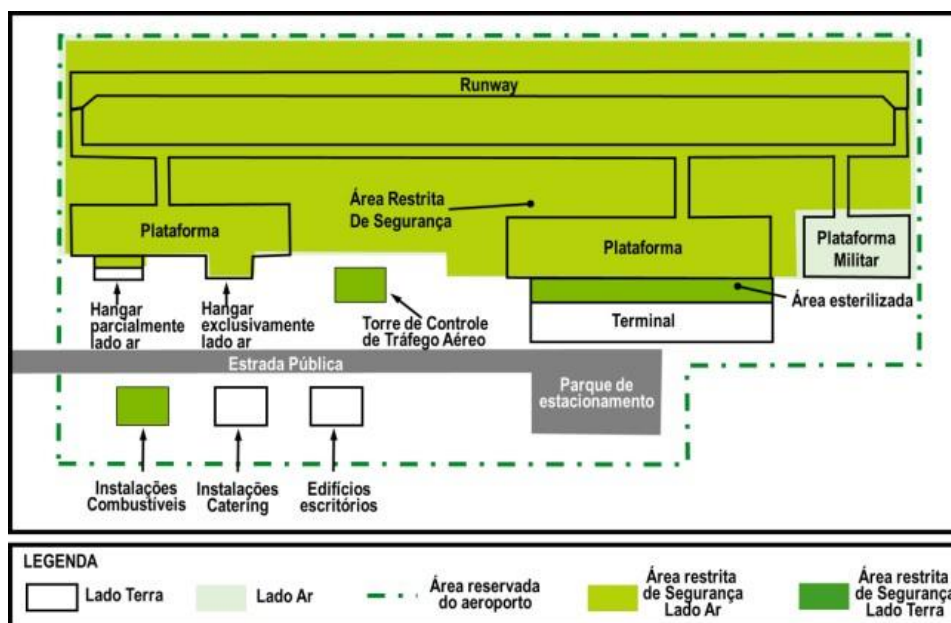 Runway
Área Restrita
De Segurança
Plataforma
Plataforma
Plataforma
Militar
Hangar
parcialmente
lado ar
Hangar
exclusivamente
lado ar
Torre de Controle
de Tráfego Aéreo
Área esterilizada
Terminal
Estrada Pública
Parque de
estacionamento
Instalações
Combustíveis
Instalações
Catering
Edifícios
escritórios
LEGENDA
Lado Terra
Lado Ar
Área reservada
do aeroporto
Área restrita
de Segurança
Lado Ar
Área restrita
de Segurança
Lado Terra